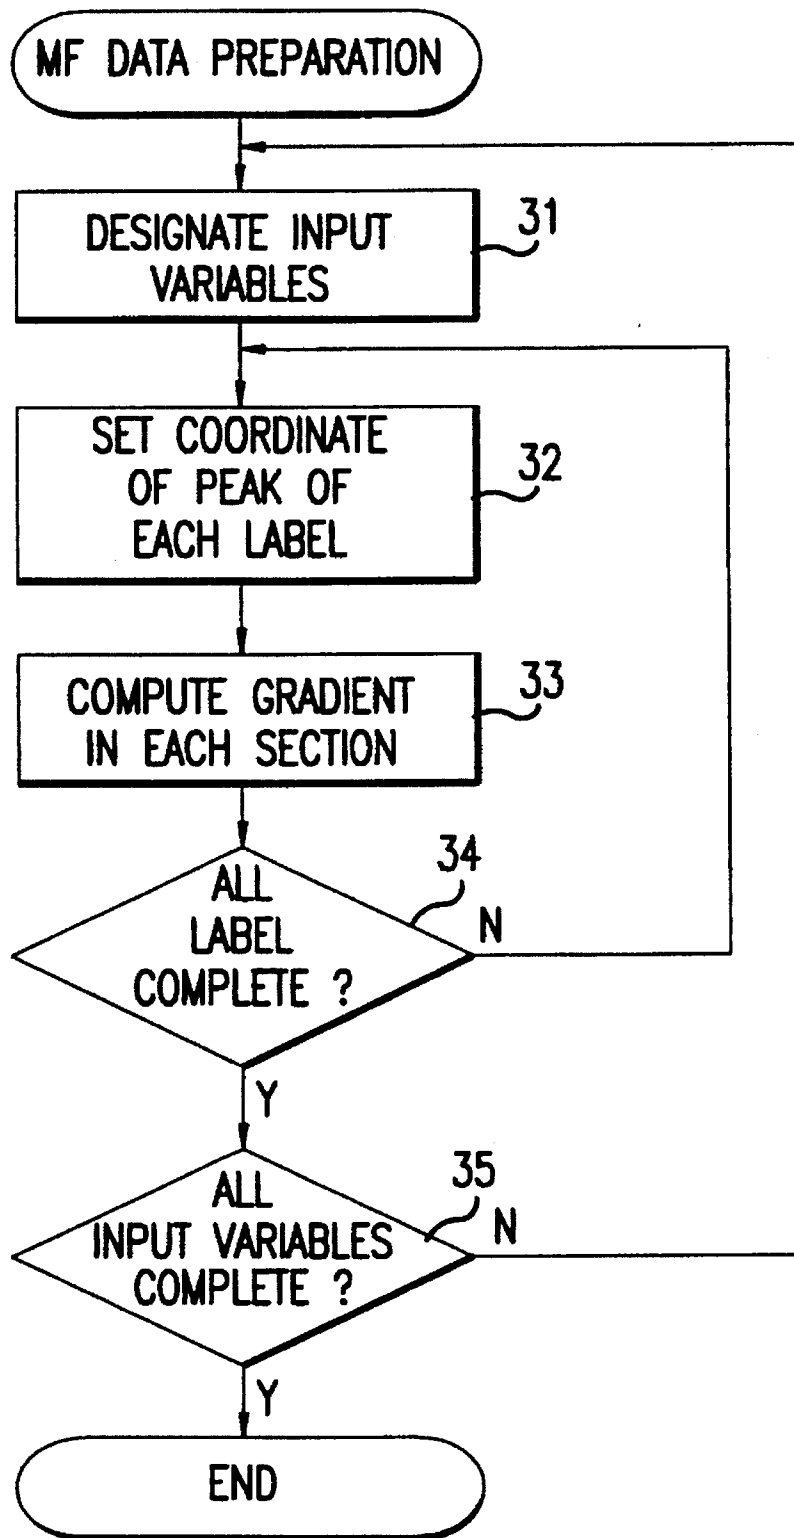 MF DATA PREPARATION
DESIGNATE INPUT
VARIABLES
31
SET COORDINATE
OF PEAK OF
EACH LABEL
32
COMPUTE GRADIENT
IN EACH SECTION
33
ALL
LABEL
COMPLETE ?
34
N
Y
ALL
INPUT VARIABLES
COMPLETE ?
35
N
Y
END